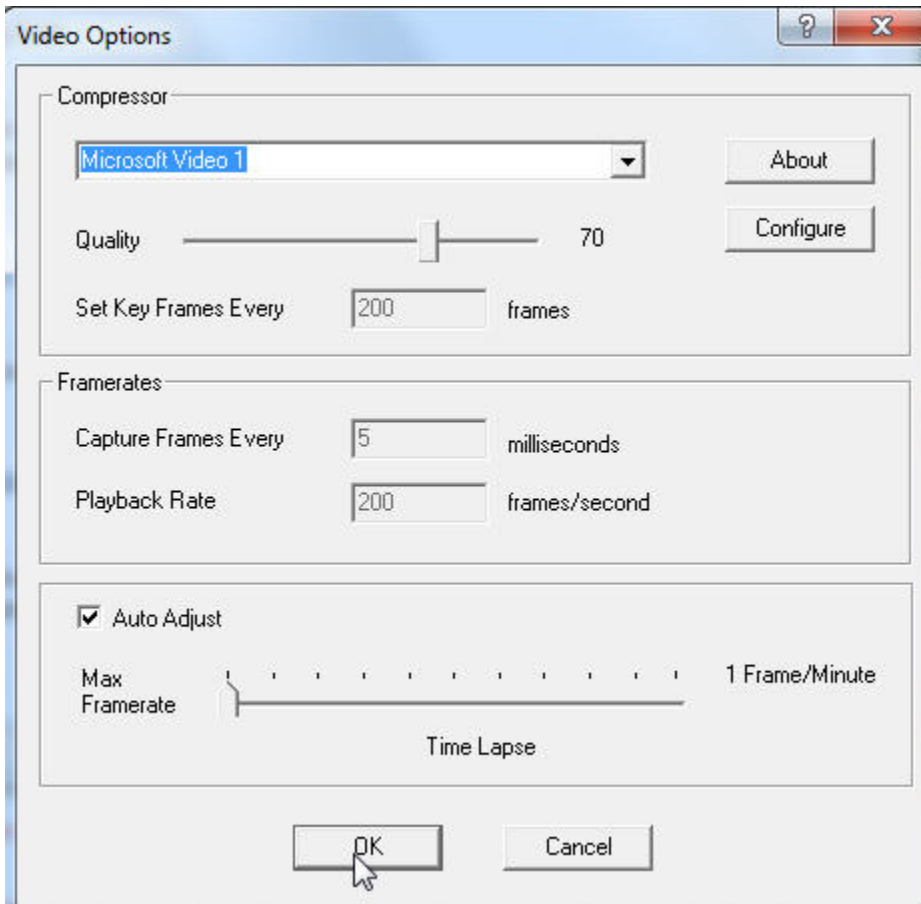 Video Options
Compressor
Microsoft Video 1
About
Quality
70
Configure
Set Key Frames Every
200
frames
Framerates
Capture Frames Every
5
milliseconds
Playback Rate
200
frames/second
Auto Adjust
Max
Framerate
1 Frame/Minute
Time Lapse
OK
Cancel